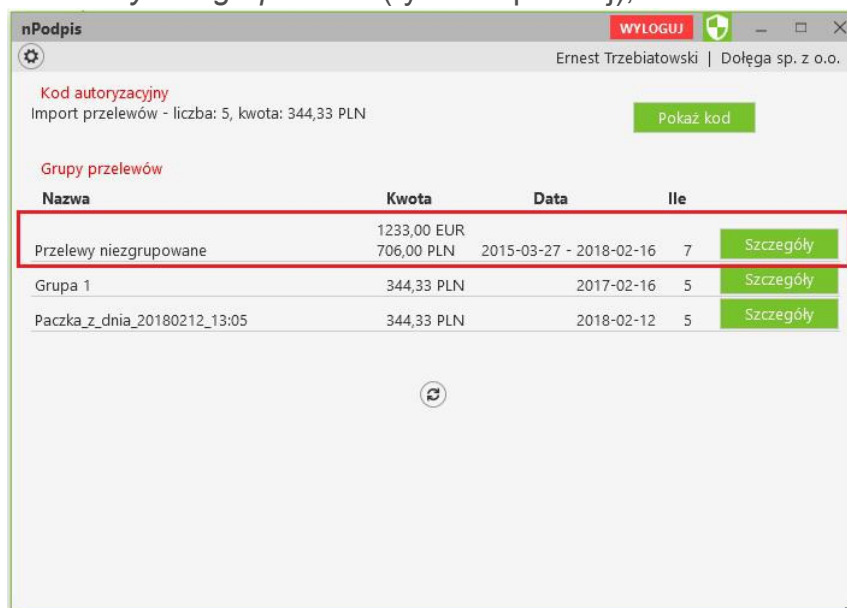 nPodpis WYLOGUJ
Ernest Trzebiatowski | Dołęga sp. z o.o.
Kod autoryzacyjny
Import przelewów - liczba: 5, kwota: 344,33 PLN
Pokaż kod
Grupy przelewów
Nazwa Kwota Data Ile
1233,00 EUR
Przelewy niezgrupowane 706,00 PLN 2015-03-27 - 2018-02-16 7 Szczegóły
Grupa 1 344,33 PLN 2017-02-16 5 Szczegóły
Paczka_z_dnia_20180212_13:05 344,33 PLN 2018-02-12 5 Szczegóły